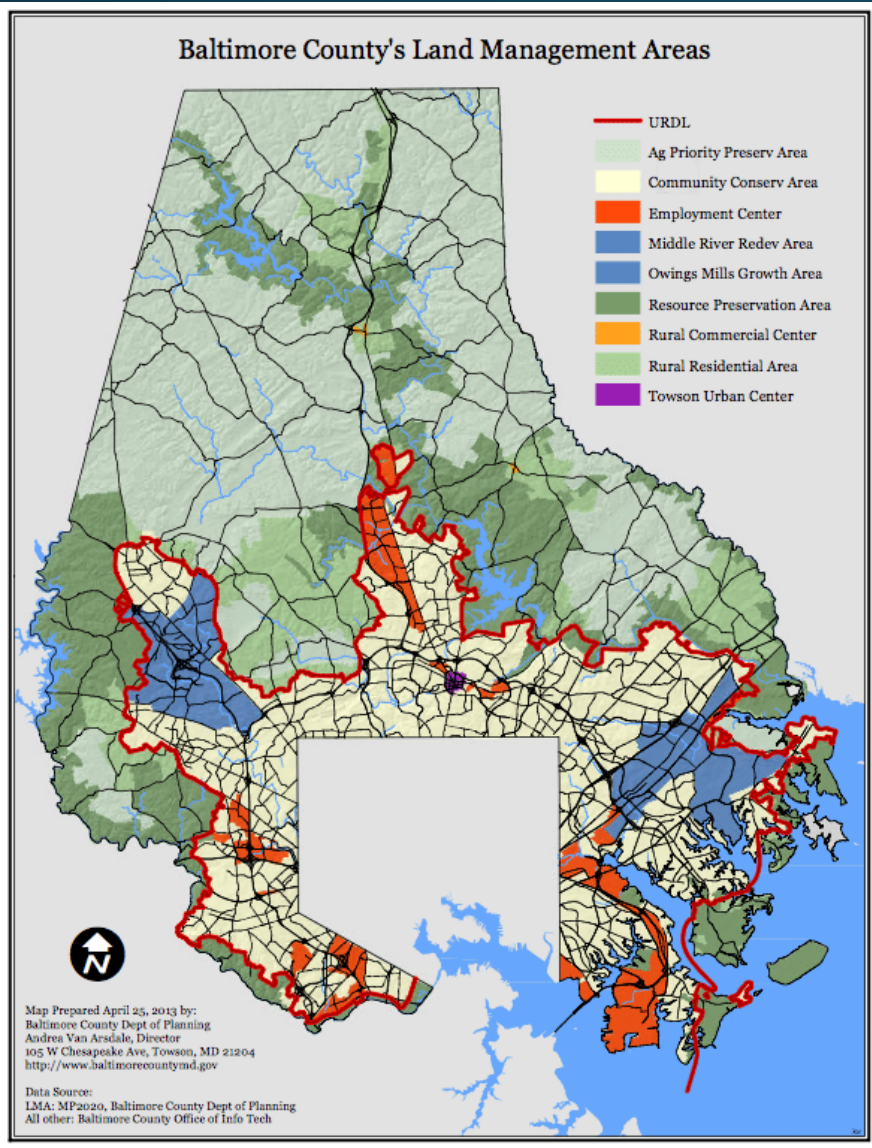 Baltimore County's Land Management Areas
URDL
Ag Priority Preserv Area
Community Conserv Area
Employment Center
Middle River Redev Area
Owings Mills Growth Area
Resource Preservation Area
Rural Commercial Center
Rural Residential Area
Towson Urban Center
N
Map Prepared April 25, 2013 by:
Baltimore County Dept of Planning
Andrea Van Arsdale, Director
105 W Chesapeake Ave, Towson, MD 21204
http://www.baltimorecountymd.gov
Data Source:
LMA: MP2020, Baltimore County Dept of Planning
All other: Baltimore County Office of Info Tech